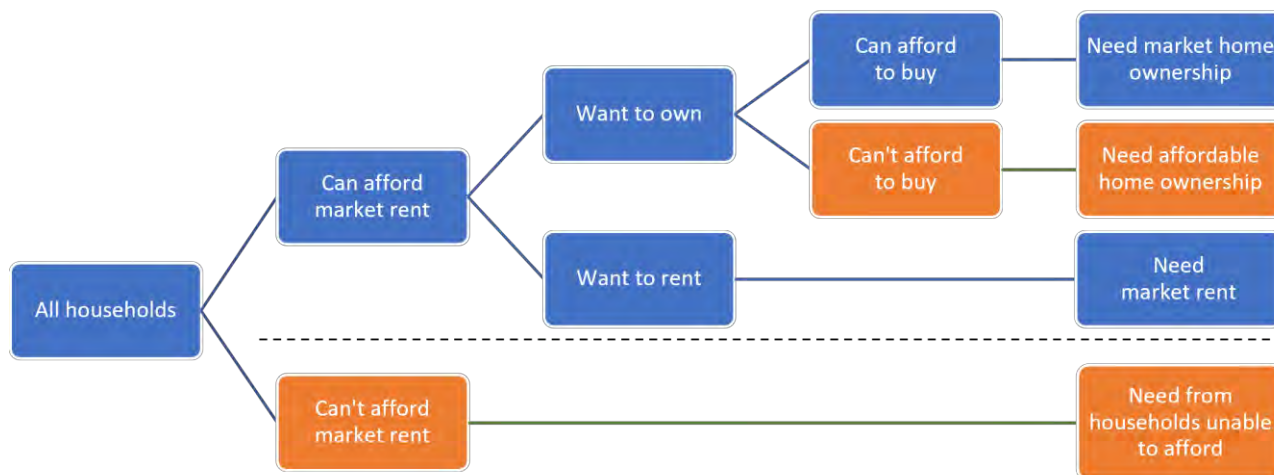 All households
Can afford
market rent
Want to own
Can afford
to buy
Need market home
ownership
Can't afford
to buy
Need affordable
home ownership
Want to rent
Need
market rent
Can't afford
market rent
Need from
households unable
to afford